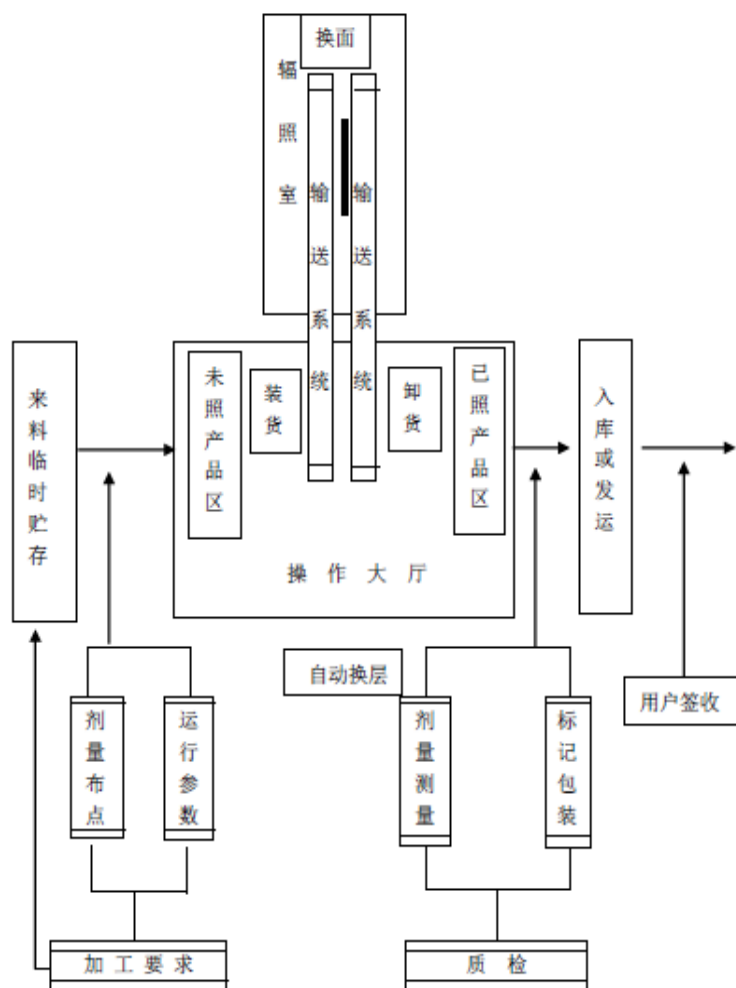 换面
辐照室
输送系统
输送系统
来料临时贮存
未照产品区
装货
卸货
已照产品区
入库或发运
操作大厅
自动换层
用户签收
剂量布点
运行参数
剂量测量
标记包装
加工要求
质检